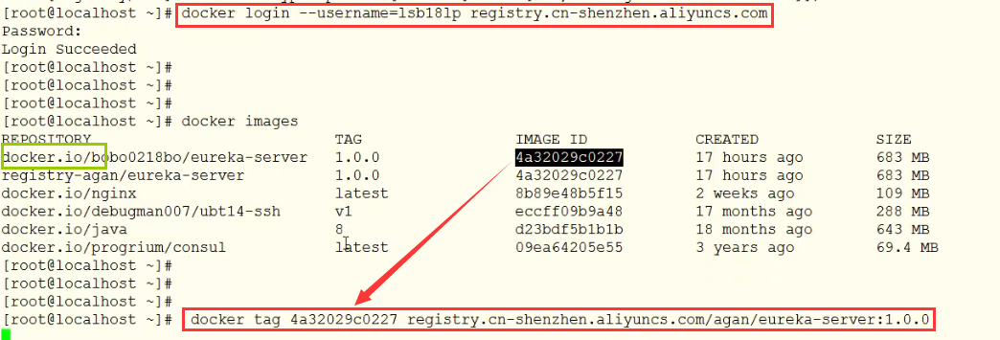 [root@localhost ~]# docker login --username=lsb18lp registry.cn-shenzhen.aliyuncs.com
Password:
Login Succeeded
[root@localhost ~]#
[root@localhost ~]#
[root@localhost ~]#
[root@localhost ~]# docker images
REPOSITORY TAG IMAGE ID CREATED SIZE
docker.io/bobo0218bo/eureka-server 1.0.0 4a32029c0227 17 hours ago 683 MB
registry-agan/eureka-server 1.0.0 4a32029c0227 17 hours ago 683 MB
docker.io/nginx latest 8b89e48b5f15 2 weeks ago 109 MB
docker.io/debugman007/ubt14-ssh v1 eccff09b9a48 17 months ago 288 MB
docker.io/java 8 d23bdf5b1b1b 18 months ago 643 MB
docker.io/progrium/consul latest 09ea64205e55 3 years ago 69.4 MB
[root@localhost ~]#
[root@localhost ~]#
[root@localhost ~]#
[root@localhost ~]# docker tag 4a32029c0227 registry.cn-shenzhen.aliyuncs.com/agan/eureka-server:1.0.0